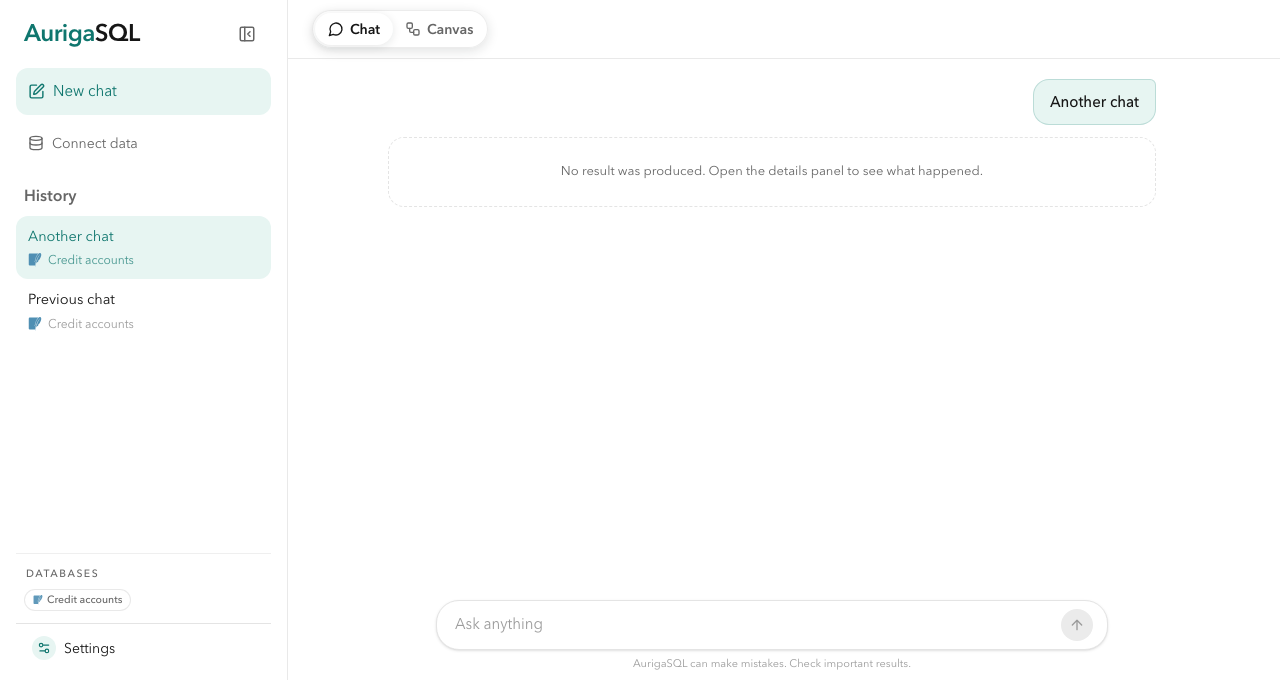 AurigaSQL
New chat
Connect data
History
Another chat
Credit accounts
Previous chat
Credit accounts
DATABASES
Credit accounts
Settings
Chat
Canvas
Another chat
No result was produced. Open the details panel to see what happened.
Ask anything
AurigaSQL can make mistakes. Check important results.